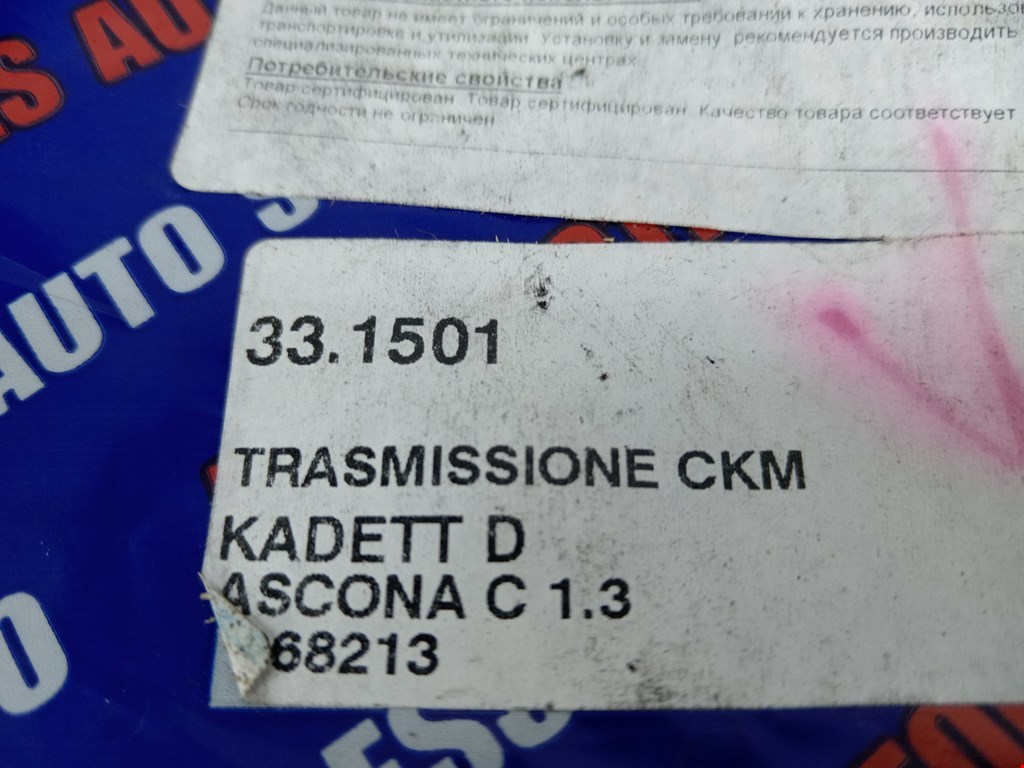 Данный товар не имеет ограничений и особых требований к хранению, использов
транспортировке и утилизации. Установку и замену рекомендуется производить
специализированных технических центрах
Потребительские свойства
Товар сертифицирован. Товар сертифицирован. Качество товара соответствует
Срок годности не ограничен
AUTO S
33.1501
TRASMISSIONE CKM
KADETT D
ASCONA C 1.3
68213